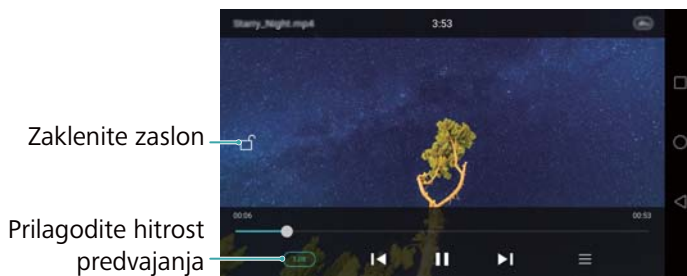 Starry_Night.mp4
3:53
Zaklenite zaslon
00:06
00:53
Prilagodite hitrost
predvajanja